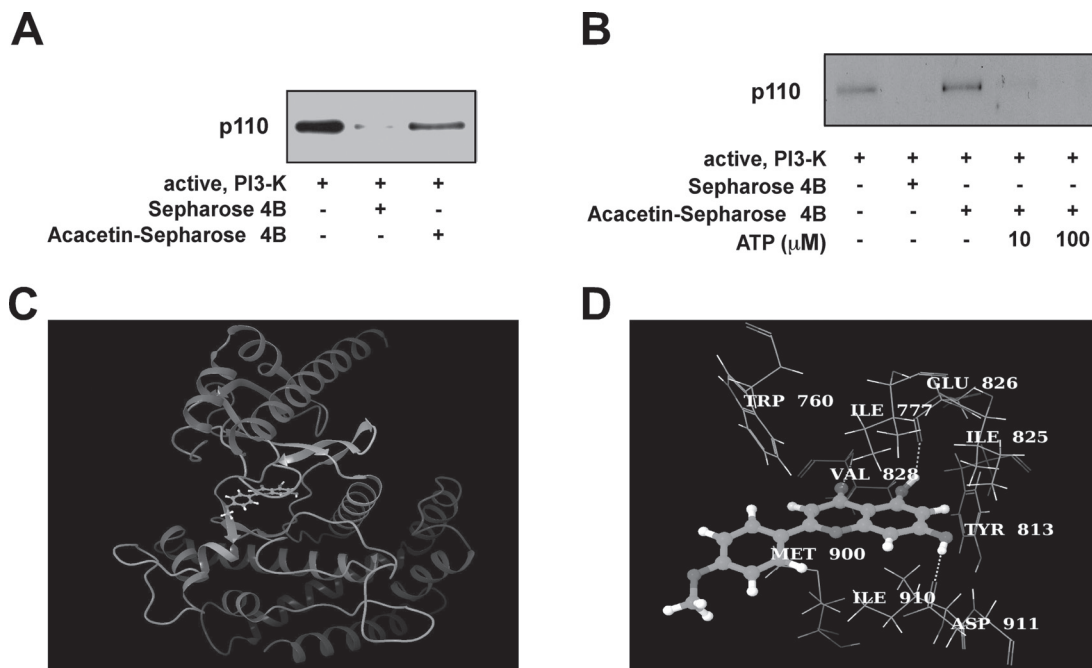 A
p110
active, PI3-K + + +
Sepharose 4B - + -
Acacetin-Sepharose 4B - - +
B
p110
active, PI3-K + + + + +
Sepharose 4B - + - - -
Acacetin-Sepharose 4B - - + + +
ATP (μM) - - - 10 100
C
D
TRP 760
GLU 826
ILE 777
ILE 825
VAL 828
TYR 813
MET 900
ILE 910
ASP 911